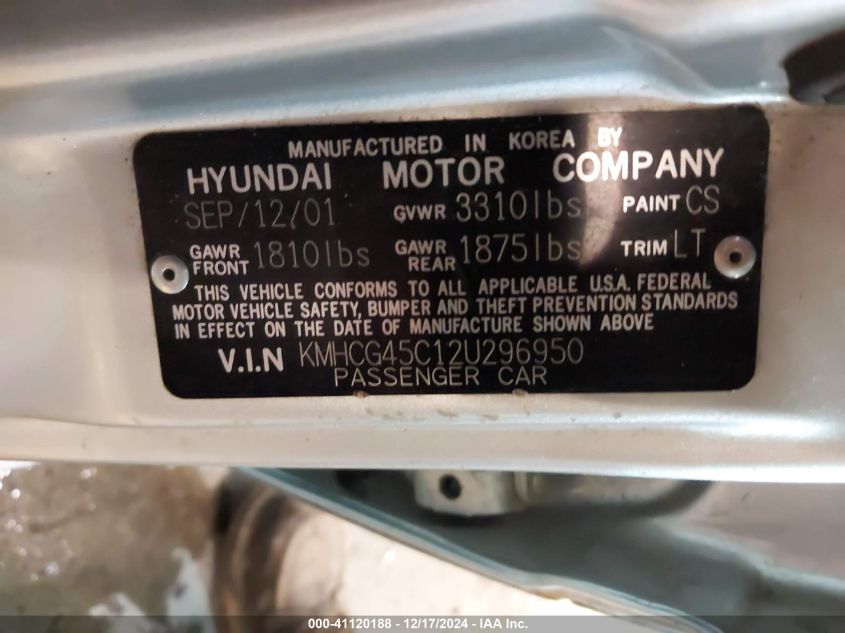 MANUFACTURED IN KOREA BY
HYUNDAI MOTOR COMPANY
SEP/12/01 GVWR 3310lbs PAINT CS
GAWR FRONT 1810lbs GAWR REAR 1875lbs TRIM LT
THIS VEHICLE CONFORMS TO ALL APPLICABLE U.S.A. FEDERAL
MOTOR VEHICLE SAFETY, BUMPER AND THEFT PREVENTION STANDARDS
IN EFFECT ON THE DATE OF MANUFACTURE SHOWN ABOVE
V.I.N KMHCG45C12U296950
PASSENGER CAR
000-41120188 - 12/17/2024 - IAA Inc.